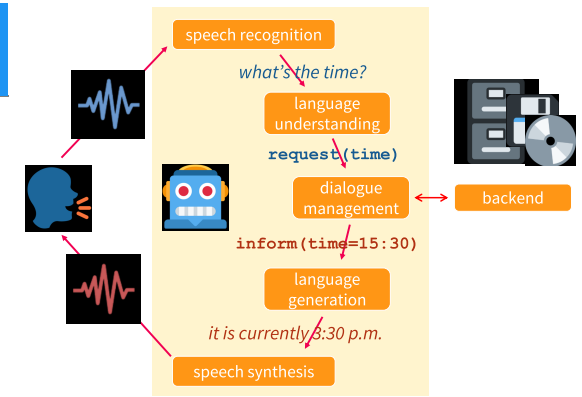 speech recognition
what's the time?
language
understanding
request(time)
dialogue
management
backend
inform(time=15:30)
language
generation
it is currently 3:30 p.m.
speech synthesis